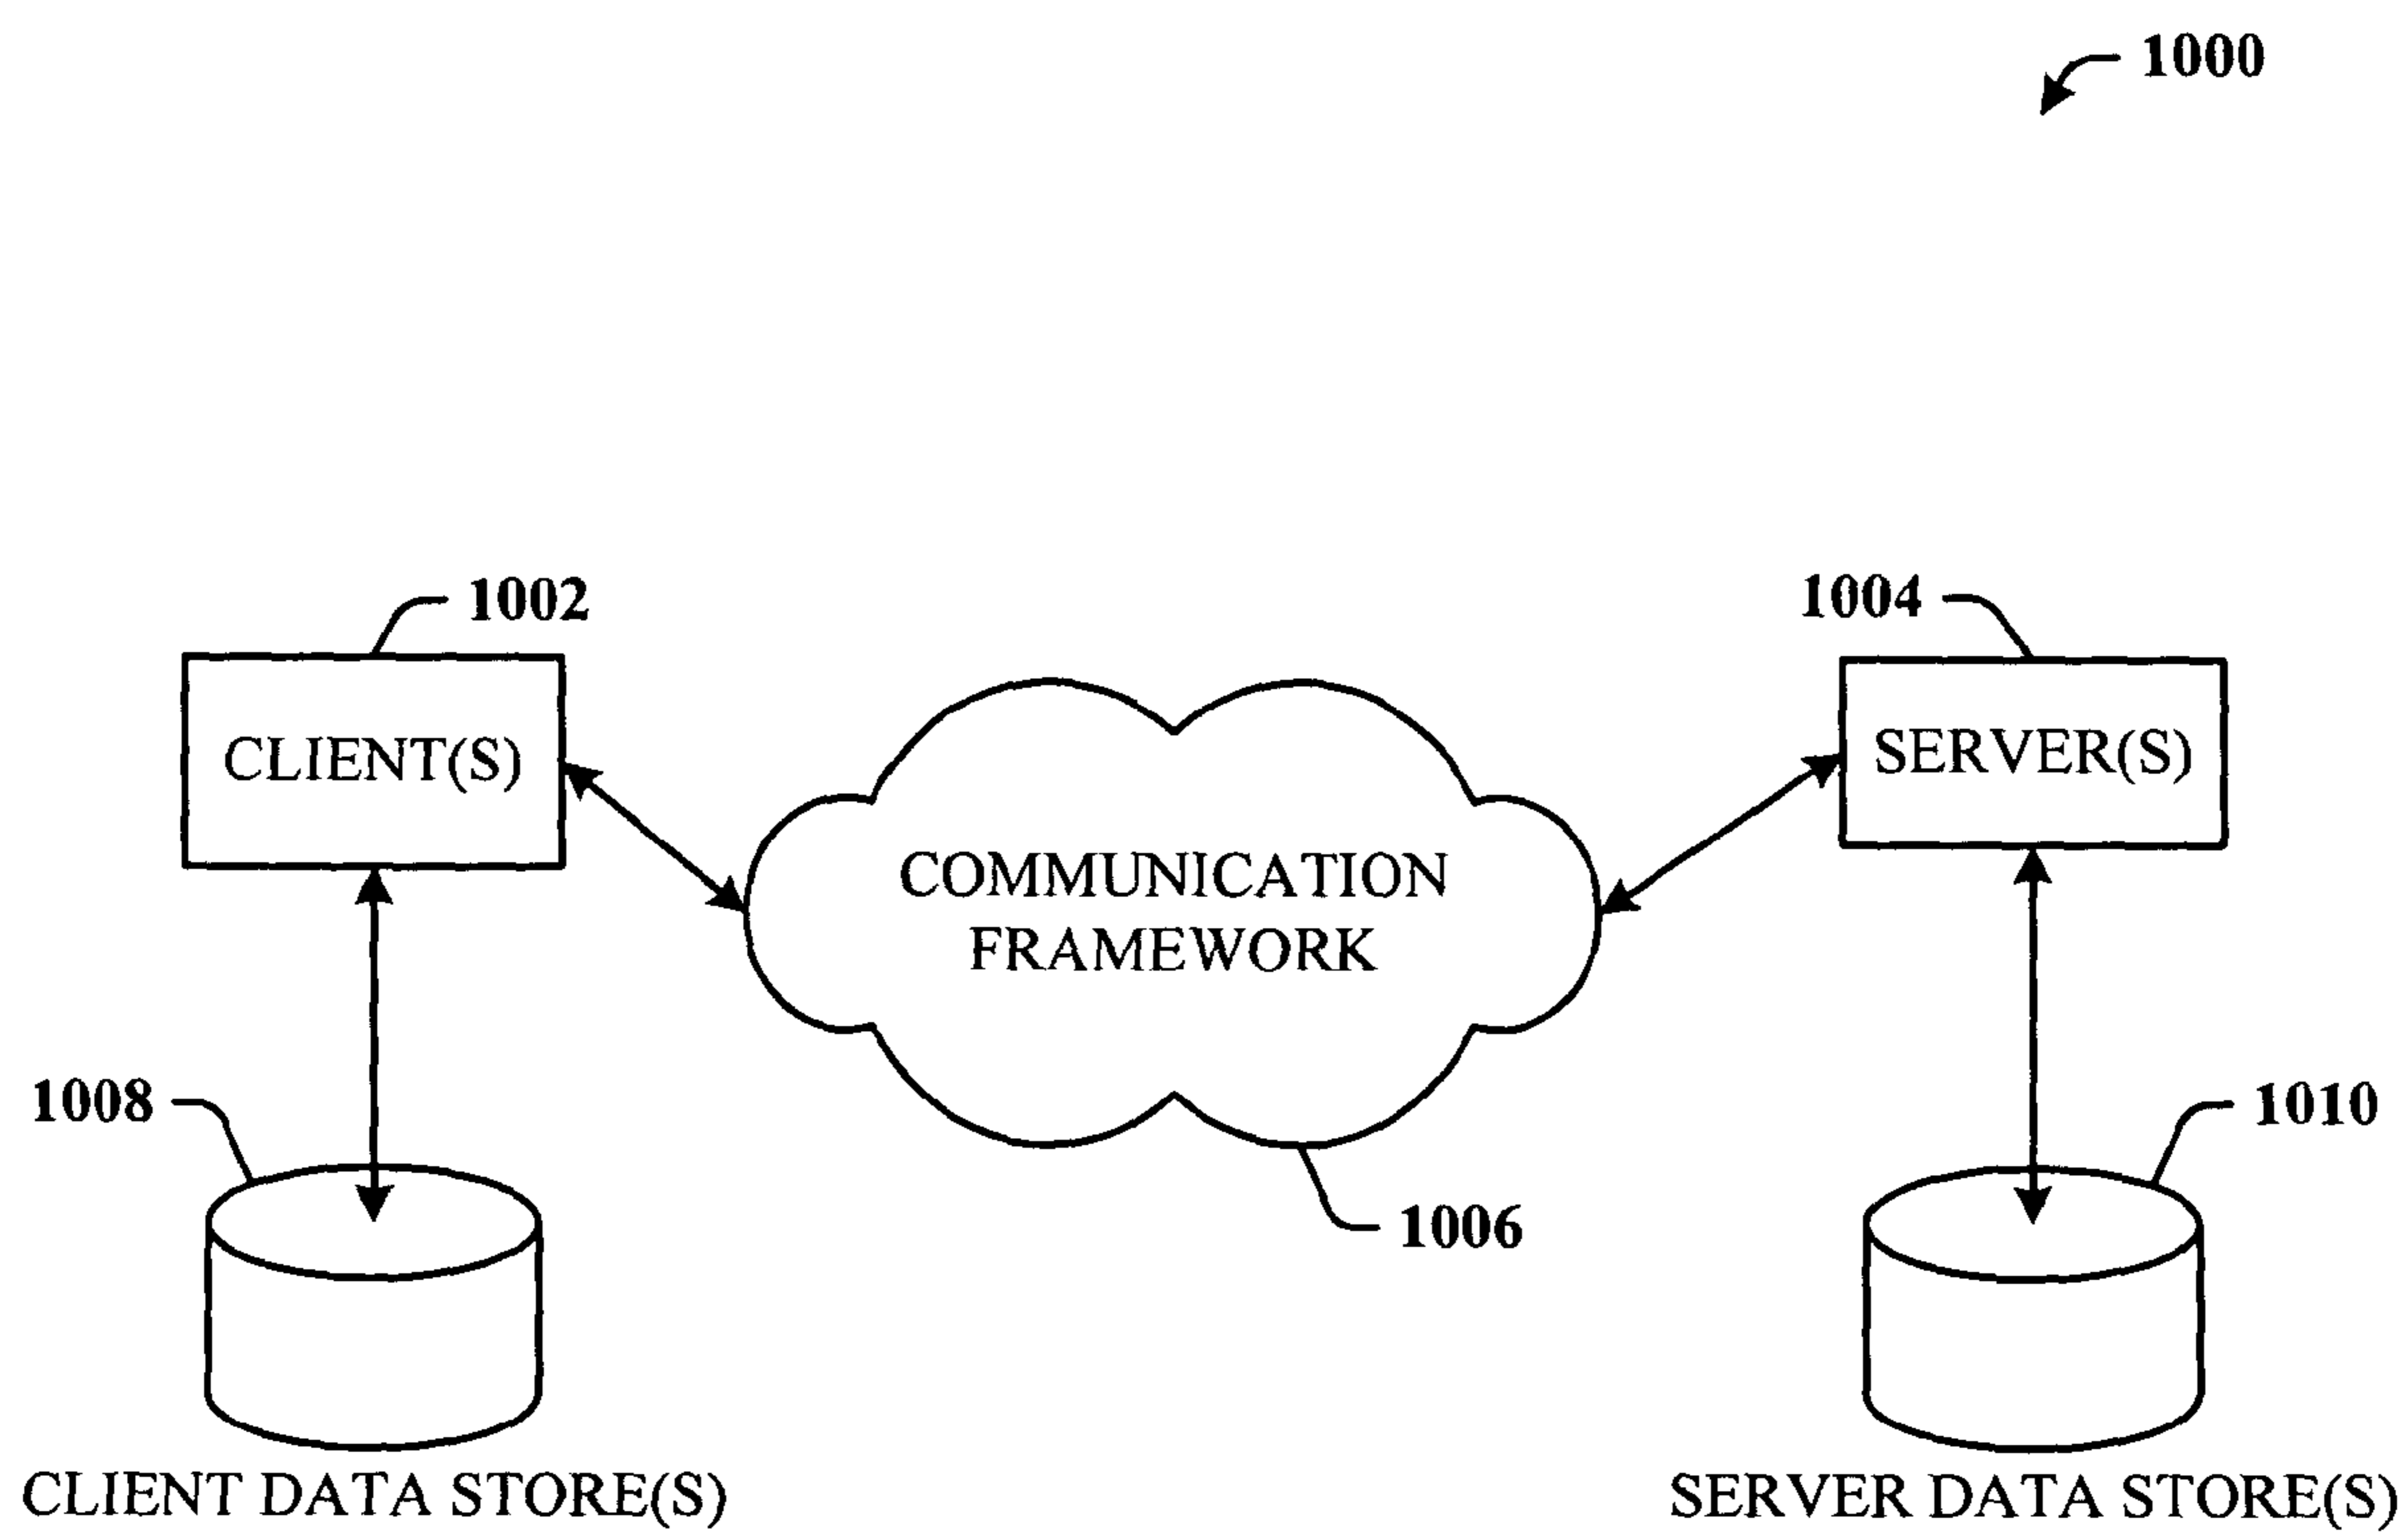 1000
1002
1004
CLIENT(S)
SERVER(S)
COMMUNICATION
FRAMEWORK
1008
1010
1006
CLIENT DATA STORE(S)
SERVER DATA STORE(S)